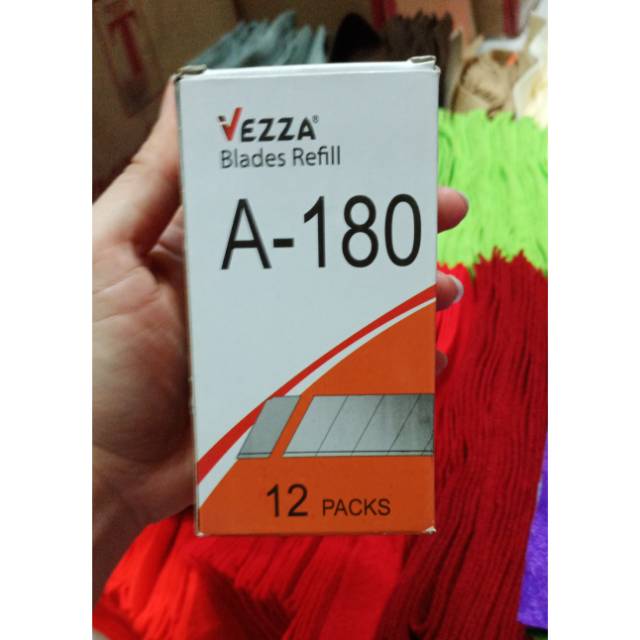 VEZZA®
Blades Refill
A-180
12 PACKS
T